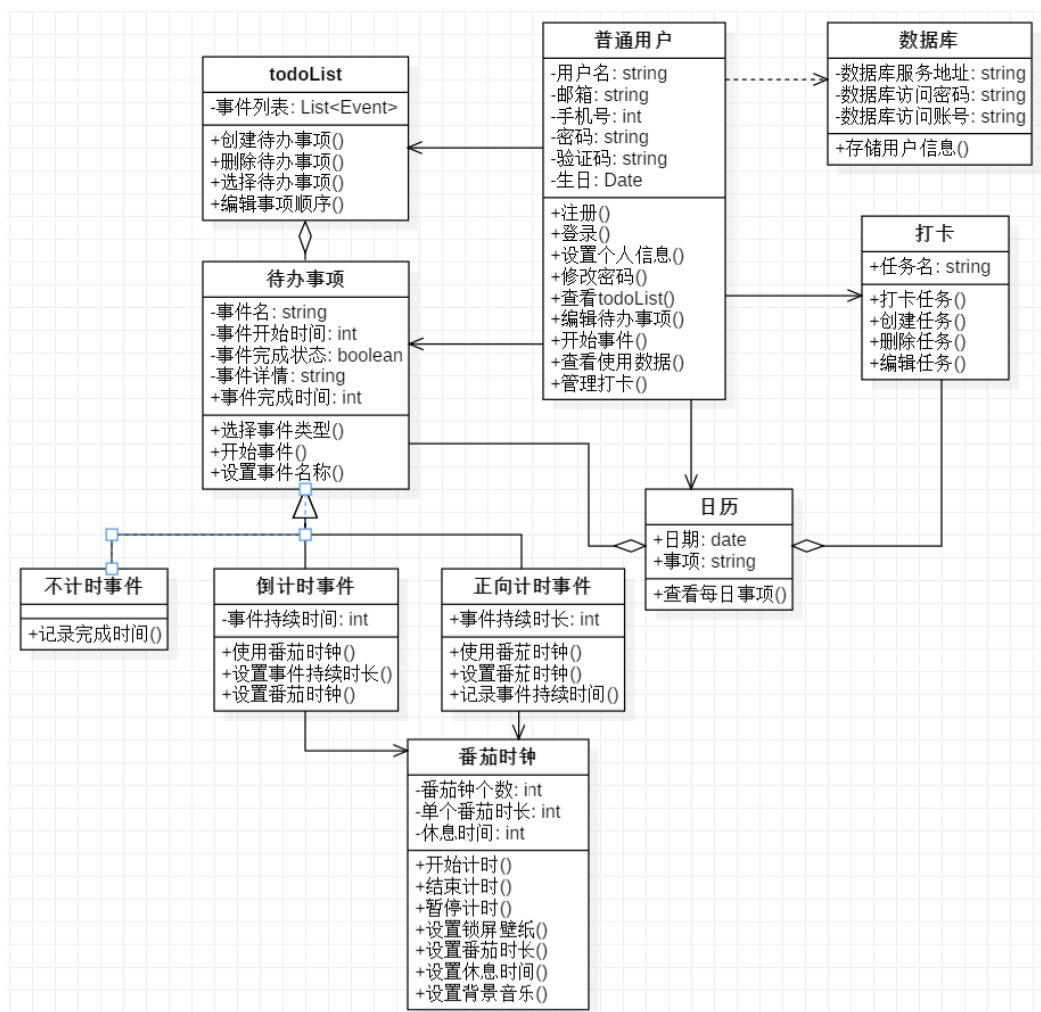 todoList
-事件列表: List<Event>
+创建待办事项()
+删除待办事项()
+选择待办事项()
+编辑事项顺序()
普通用户
-用户名: string
-邮箱: string
-手机号: int
-密码: string
-验证码: string
-生日: Date
+注册()
+登录()
+设置个人信息()
+修改密码()
+查看todoList()
+编辑待办事项()
+开始事件()
+查看使用数据()
+管理打卡()
数据库
-数据库服务地址: string
-数据库访问密码: string
-数据库访问账号: string
+存储用户信息()
打卡
+任务名: string
+打卡任务()
+创建任务()
+删除任务()
+编辑任务()
待办事项
-事件名: string
-事件开始时间: int
-事件完成状态: boolean
-事件详情: string
+事件完成时间: int
+选择事件类型()
+开始事件()
+设置事件名称()
日历
+日期: date
+事项: string
+查看每日事项()
不计时事件
+记录完成时间()
倒计时事件
-事件持续时间: int
+使用番茄时钟()
+设置事件持续时长()
+设置番茄时钟()
正向计时事件
+事件持续时长: int
+使用番茄时钟()
+设置番茄时钟()
+记录事件持续时间()
番茄时钟
-番茄钟个数: int
-单个番茄时长: int
-休息时间: int
+开始计时()
+结束计时()
+暂停计时()
+设置锁屏壁纸()
+设置番茄时长()
+设置休息时间()
+设置背景音乐()